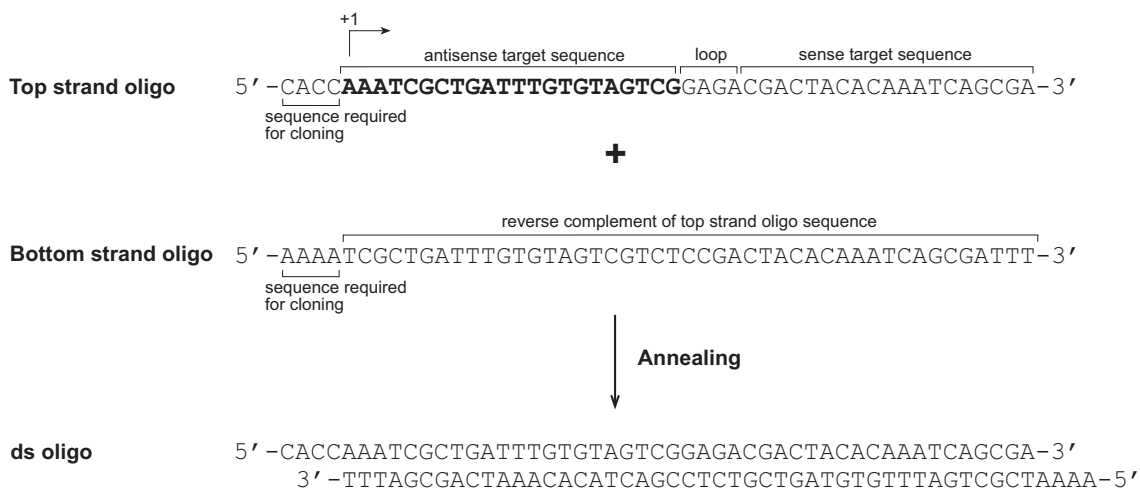 +1
antisense target sequence loop sense target sequence
Top strand oligo 5′-CACCAAATCGCTGATTTGTGTAGTCGGAGACGACTACACAAATCAGCGA-3′
sequence required
for cloning
+
reverse complement of top strand oligo sequence
Bottom strand oligo 5′-AAAATCGCTGATTTGTGTAGTCGTCTCCGACTACACAAATCAGCGATTT-3′
sequence required
for cloning
Annealing
ds oligo 5′-CACCAAATCGCTGATTTGTGTAGTCGGAGACGACTACACAAATCAGCGA-3′
3′-TTTAGCGACTAAACACATCAGCCTCTGCTGATGTGTTTAGTCGCTAAAA-5′